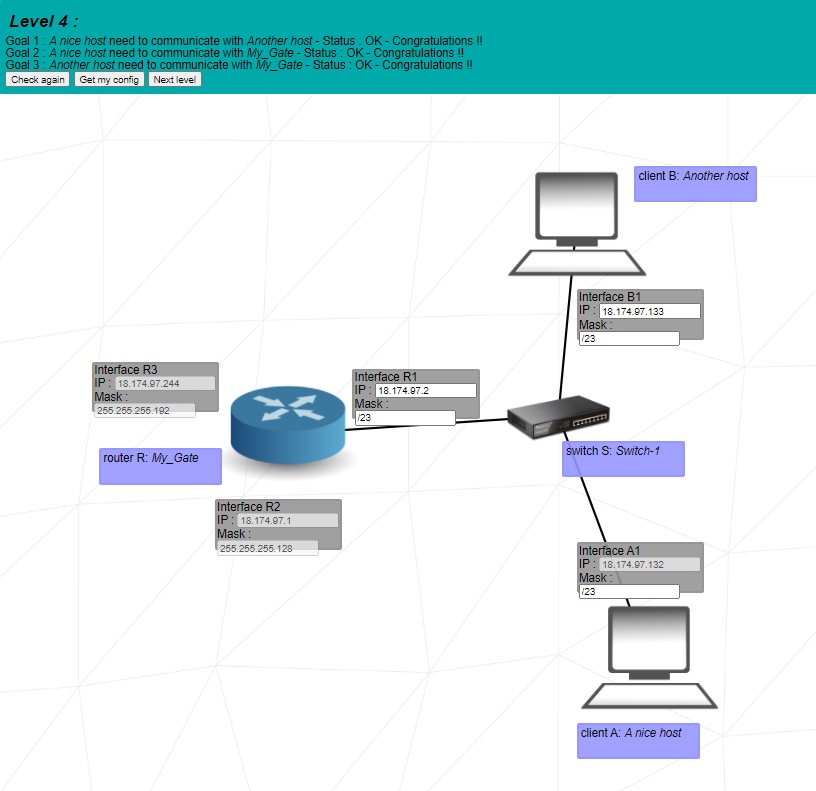 Level 4 :
Goal 1 : A nice host need to communicate with Another host - Status : OK - Congratulations !!
Goal 2 : A nice host need to communicate with My_Gate - Status : OK - Congratulations !!
Goal 3 : Another host need to communicate with My_Gate - Status : OK - Congratulations !!
Check again Get my config Next level
client B: Another host
Interface B1
IP : 18.174.97.133
Mask :
/23
Interface R3
IP : 18.174.97.244
Mask :
255.255.255.192
Interface R1
IP : 18.174.97.2
Mask :
/23
router R: My_Gate
switch S: Switch-1
Interface R2
IP : 18.174.97.1
Mask :
255.255.255.128
Interface A1
IP : 18.174.97.132
Mask :
/23
client A: A nice host